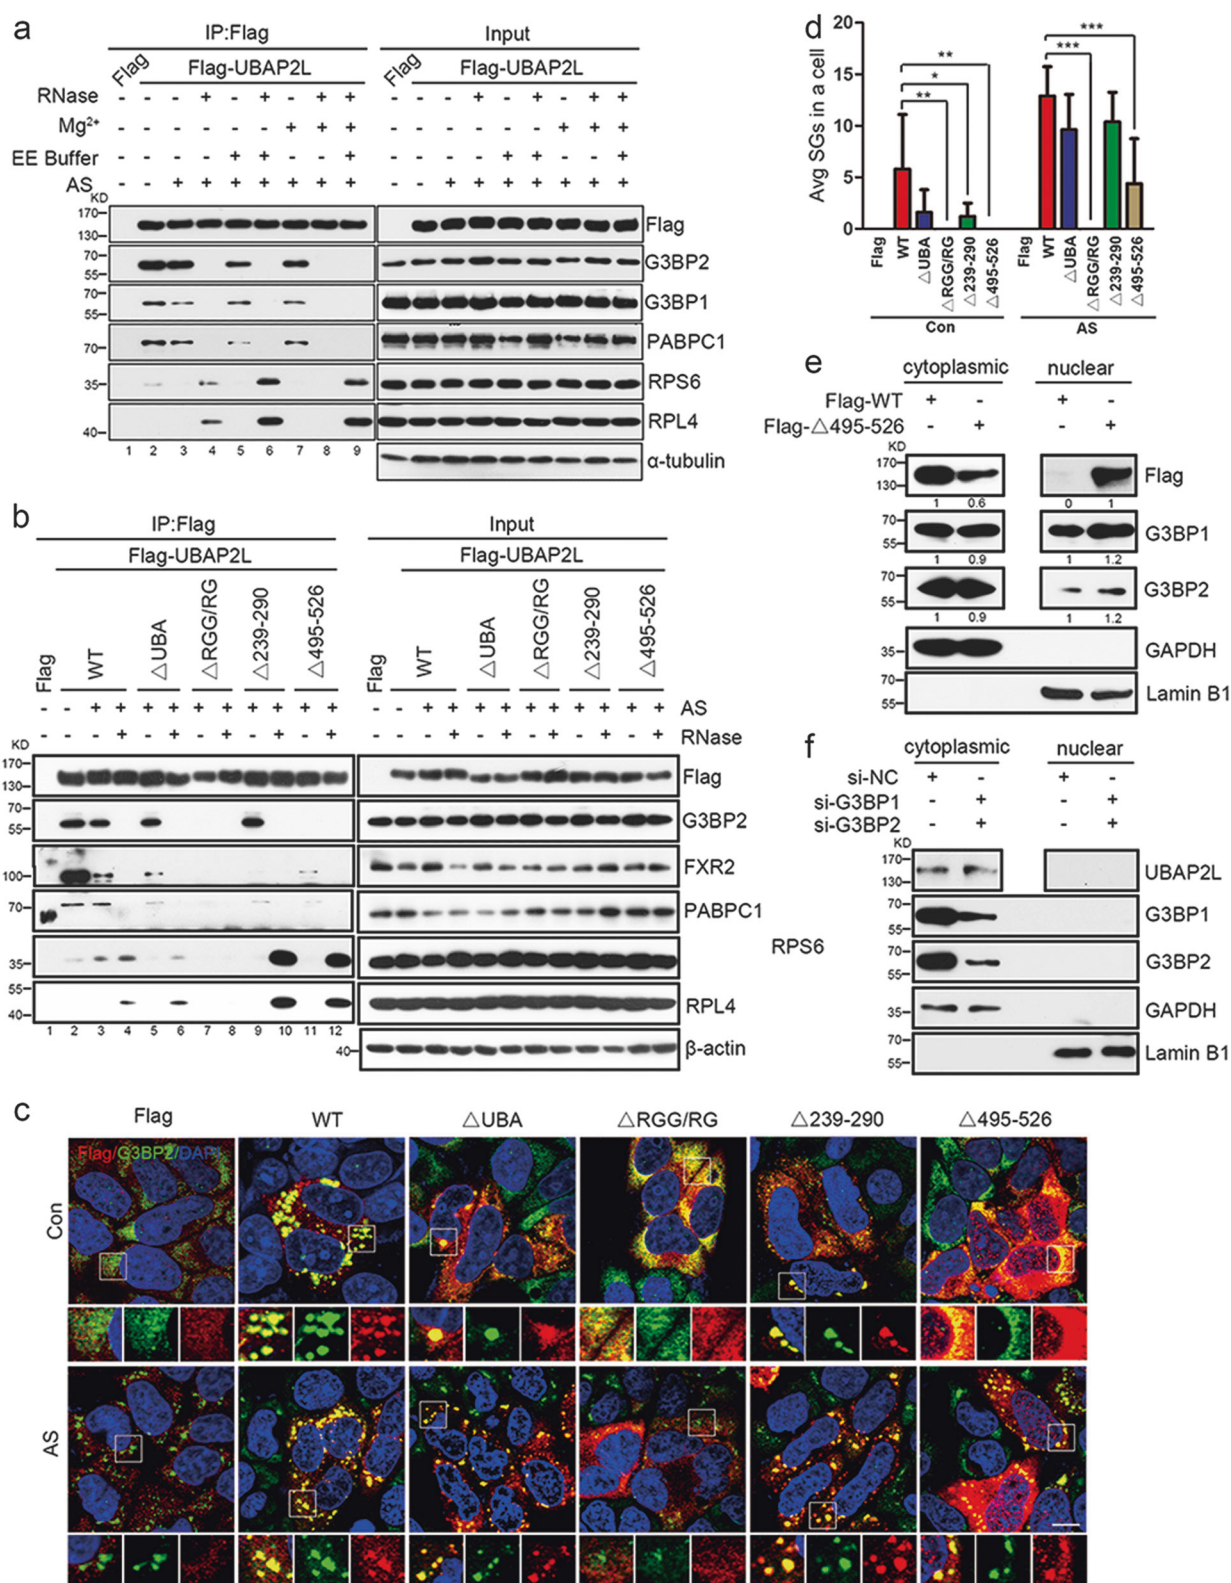 a
IP:Flag Input
Flag Flag-UBAP2L Flag Flag-UBAP2L
RNase - - - + - + - + + - - - + - + - + +
Mg2+ - - - - - - + + + - - - - - - + + +
EE Buffer - - - - + + - - + - - - - + + - - +
AS - - + + + + + + + - - + + + + + + +
KD
170
130
Flag
70
55
G3BP2
70
55
G3BP1
70
PABPC1
35
RPS6
40
RPL4
1 2 3 4 5 6 7 8 9
α-tubulin
b
IP:Flag Input
Flag-UBAP2L Flag-UBAP2L
Flag WT △UBA △RGG/RG △239-290 △495-526 Flag WT △UBA △RGG/RG △239-290 △495-526
- - + + + + + + + + + + - - + + + + + + + + + + AS
- - - + - + - + - + - + - - - + - + - + - + - + RNase
KD
170
130
Flag
70
55
G3BP2
100
FXR2
70
PABPC1
35
RPS6
55
40
RPL4
1 2 3 4 5 6 7 8 9 10 11 12
40
β-actin
c
Flag WT △UBA △RGG/RG △239-290 △495-526
Flag/G3BP2/DAPI
Con
AS
d
Avg SGs in a cell
20
15
10
5
0
** * ** *** ***
Flag WT △UBA △RGG/RG △239-290 △495-526 Flag WT △UBA △RGG/RG △239-290 △495-526
Con AS
e
cytoplasmic nuclear
Flag-WT + - + -
Flag-△495-526 - + - +
KD
170
130
Flag
1 0.6 0 1
70
55
G3BP1
1 0.9 1 1.2
70
55
G3BP2
1 0.9 1 1.2
35
GAPDH
70
55
Lamin B1
f
cytoplasmic nuclear
si-NC + - + -
si-G3BP1 - + - +
si-G3BP2 - + - +
KD
170
130
UBAP2L
70
55
G3BP1
70
55
G3BP2
35
GAPDH
70
55
Lamin B1